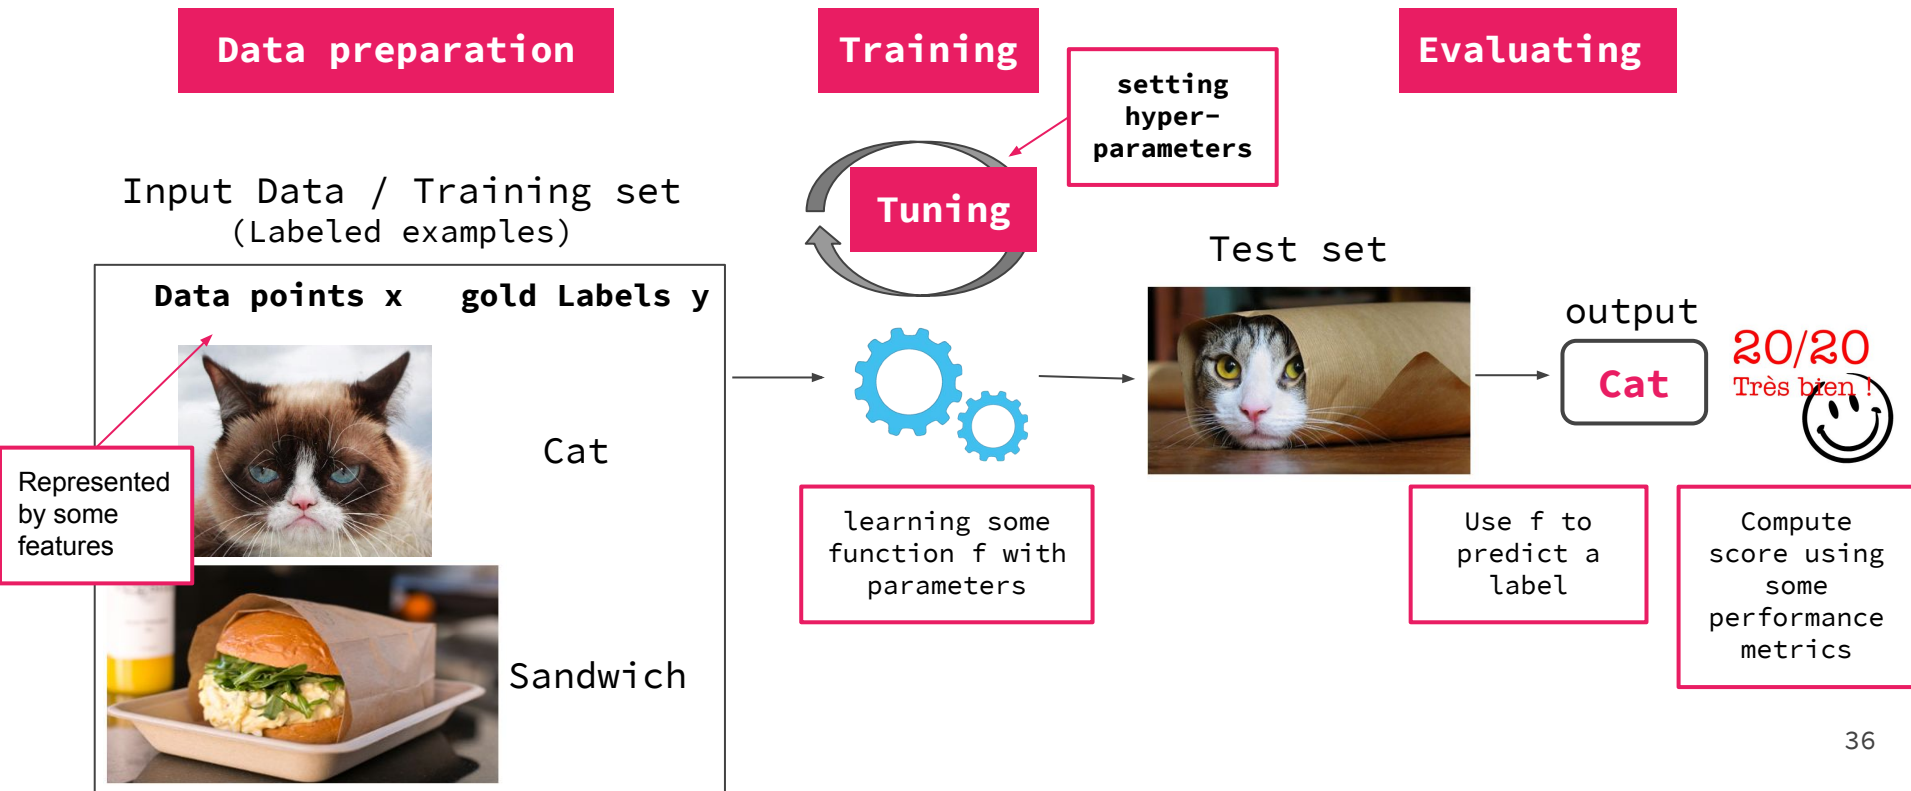 Data preparation
Training
Evaluating
setting
hyper-
parameters
Tuning
Input Data / Training set
(Labeled examples)
Data points x
gold Labels y
Represented
by some
features
Cat
Sandwich
learning some
function f with
parameters
Test set
output
Cat
20/20
Très bien !
Use f to
predict a
label
Compute
score using
some
performance
metrics
36